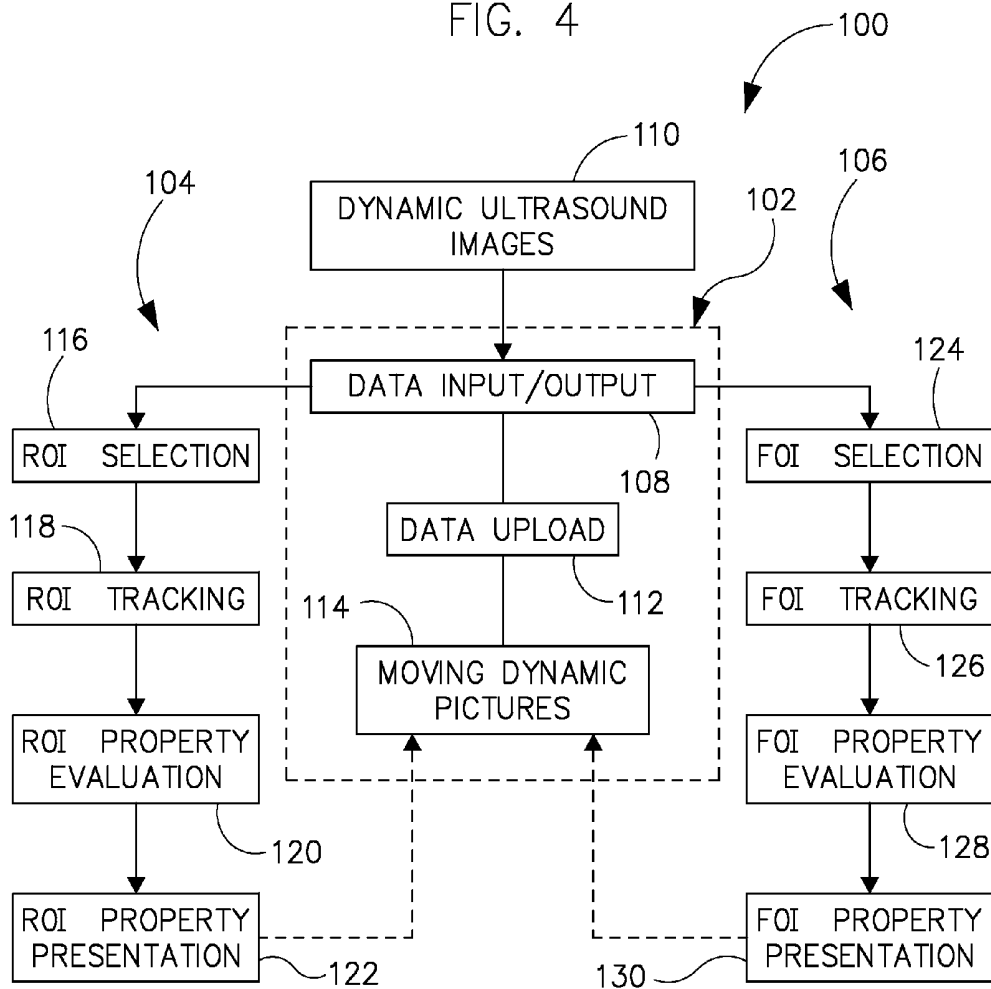 FIG. 4
100
110
106
104
102
DYNAMIC ULTRASOUND
IMAGES
116
124
DATA INPUT/OUTPUT
ROI SELECTION
FOI SELECTION
108
118
DATA UPLOAD
ROI TRACKING
FOI TRACKING
112
114
126
MOVING DYNAMIC
PICTURES
ROI PROPERTY
EVALUATION
FOI PROPERTY
EVALUATION
120
128
ROI PROPERTY
PRESENTATION
FOI PROPERTY
PRESENTATION
122
130